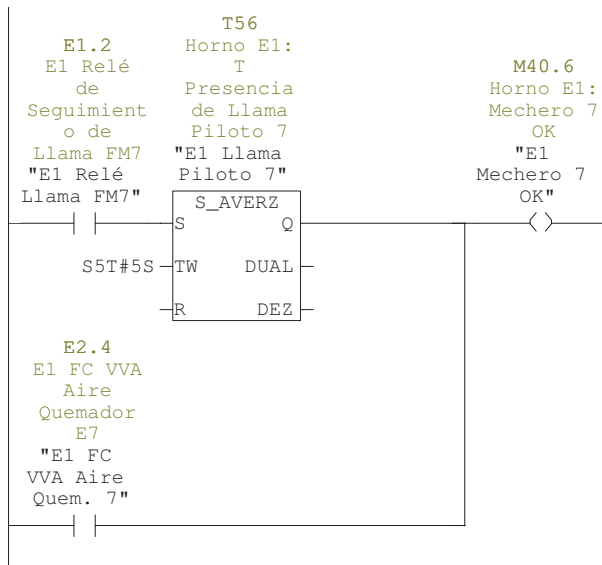 T56
Horno E1:
T
Presencia
de Llama
Piloto 7
"E1 Llama
Piloto 7"
E1.2
E1 Relé
de
Seguimient
o de
Llama FM7
"E1 Relé
Llama FM7"
M40.6
Horno E1:
Mechero 7
OK
"E1
Mechero 7
OK"
S_AVERZ
S Q
S5T#5S TW DUAL
R DEZ
E2.4
E1 FC VVA
Aire
Quemador
E7
"E1 FC
VVA Aire
Quem. 7"